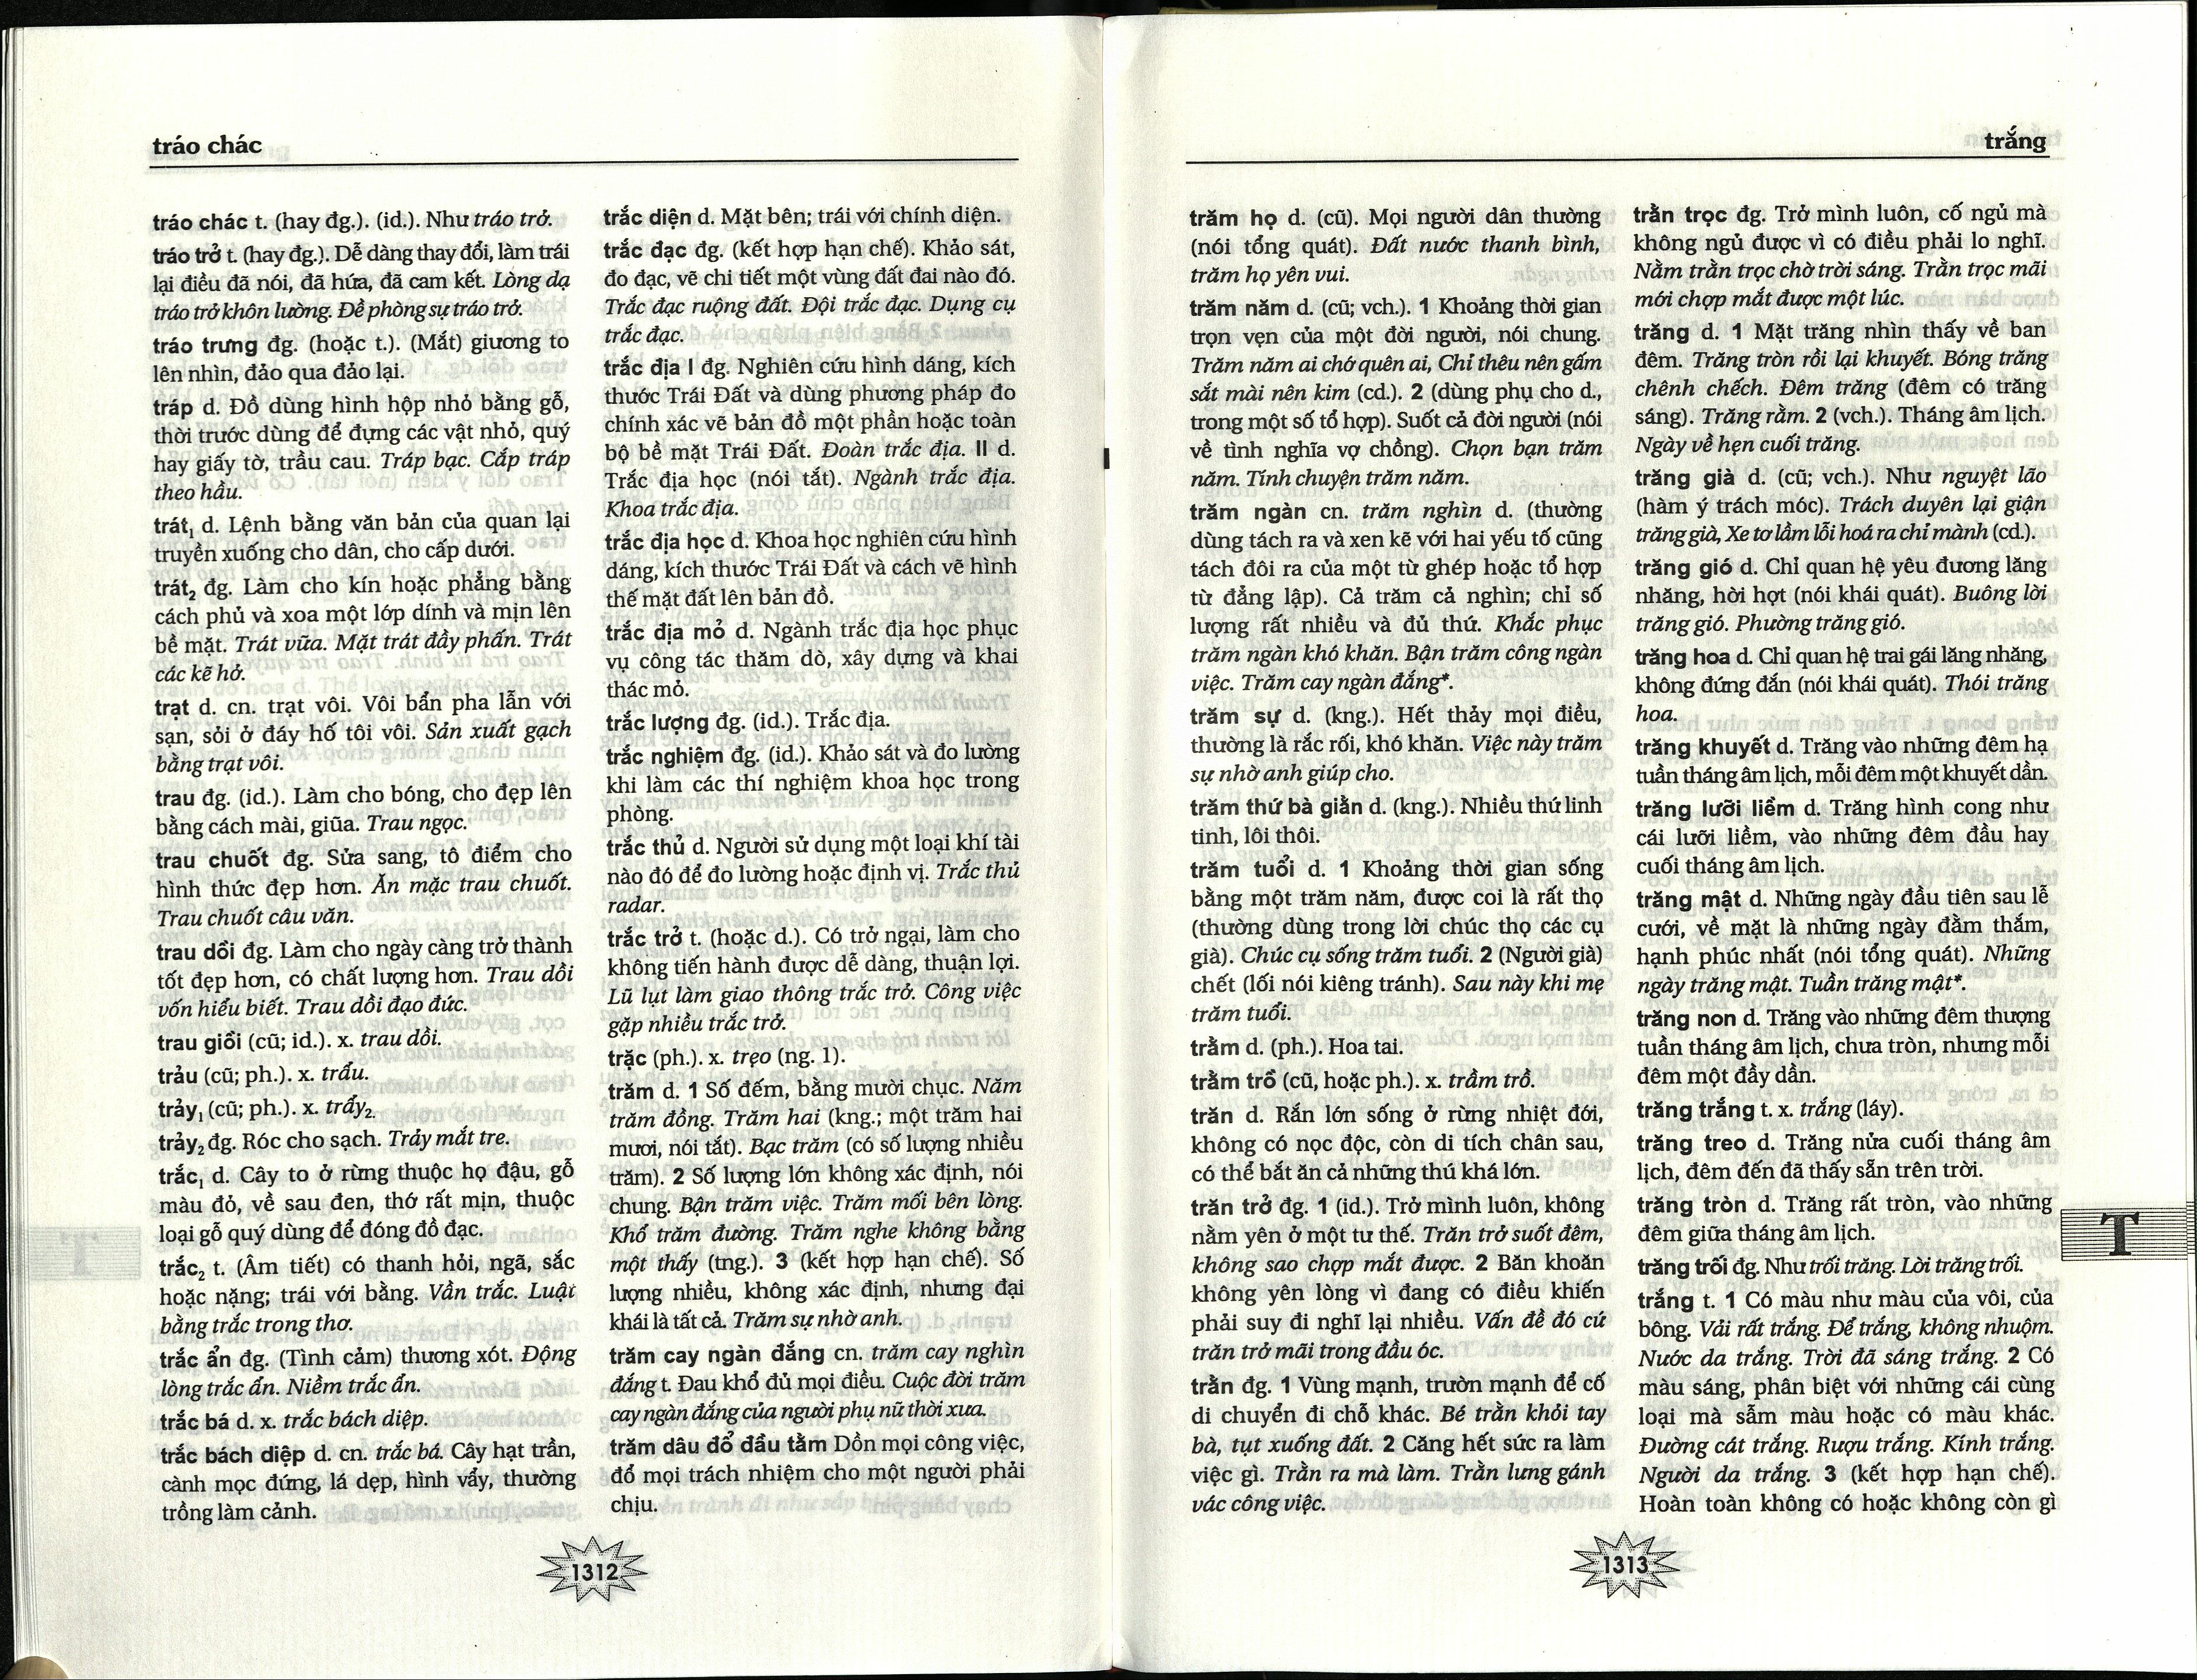 tráo chác
tráo chác t. (hay đg.). (id.). Như tráo trở.
tráo trở t. (hay đg.). Dễ dàng thay đổi, làm trái
lại điều đã nói, đã hứa, đã cam kết. Lòng dạ
tráo trở khôn lường. Đề phòng sự tráo trở.
tráo trưng đg. (hoặc t.). (Mắt) giương to
lên nhìn, đảo qua đảo lại.
tráp d. Đồ dùng hình hộp nhỏ bằng gỗ,
thời trước dùng để đựng các vật nhỏ, quý
hay giấy tờ, trầu cau. Tráp bạc. Cắp tráp
theo hầu.
trát₁ d. Lệnh bằng văn bản của quan lại
truyền xuống cho dân, cho cấp dưới.
trát₂ đg. Làm cho kín hoặc phẳng bằng
cách phủ và xoa một lớp dính và mịn lên
bề mặt. Trát vữa. Mặt trát đầy phấn. Trát
các kẽ hở.
trạt d. cn. trạt vôi. Vôi bẩn pha lẫn với
sạn, sỏi ở đáy hố tôi vôi. Sản xuất gạch
bằng trạt vôi.
trau đg. (id.). Làm cho bóng, cho đẹp lên
bằng cách mài, giũa. Trau ngọc.
trau chuốt đg. Sửa sang, tô điểm cho
hình thức đẹp hơn. Ăn mặc trau chuốt.
Trau chuốt câu văn.
trau dồi đg. Làm cho ngày càng trở thành
tốt đẹp hơn, có chất lượng hơn. Trau dồi
vốn hiểu biết. Trau dồi đạo đức.
trau giồi (cũ; id.). x. trau dồi.
trảu (cũ; ph.). x. trẩu.
trảy₁ (cũ; ph.). x. trẩy₂.
trảy₂ đg. Róc cho sạch. Trảy mắt tre.
trắc₁ d. Cây to ở rừng thuộc họ đậu, gỗ
màu đỏ, về sau đen, thớ rất mịn, thuộc
loại gỗ quý dùng để đóng đồ đạc.
trắc₂ t. (Âm tiết) có thanh hỏi, ngã, sắc
hoặc nặng; trái với bằng. Vần trắc. Luật
bằng trắc trong thơ.
trắc ẩn đg. (Tình cảm) thương xót. Động
lòng trắc ẩn. Niềm trắc ẩn.
trắc bá d. x. trắc bách diệp.
trắc bách diệp d. cn. trắc bá. Cây hạt trần,
cành mọc đứng, lá dẹp, hình vẩy, thường
trồng làm cảnh.
trắc diện d. Mặt bên; trái với chính diện.
trắc đạc đg. (kết hợp hạn chế). Khảo sát,
đo đạc, vẽ chi tiết một vùng đất đai nào đó.
Trắc đạc ruộng đất. Đội trắc đạc. Dụng cụ
trắc đạc.
trắc địa I đg. Nghiên cứu hình dáng, kích
thước Trái Đất và dùng phương pháp đo
chính xác vẽ bản đồ một phần hoặc toàn
bộ bề mặt Trái Đất. Đoàn trắc địa. II d.
Trắc địa học (nói tắt). Ngành trắc địa.
Khoa trắc địa.
trắc địa học d. Khoa học nghiên cứu hình
dáng, kích thước Trái Đất và cách vẽ hình
thế mặt đất lên bản đồ.
trắc địa mỏ d. Ngành trắc địa học phục
vụ công tác thăm dò, xây dựng và khai
thác mỏ.
trắc lượng đg. (id.). Trắc địa.
trắc nghiệm đg. (id.). Khảo sát và đo lường
khi làm các thí nghiệm khoa học trong
phòng.
trắc thủ d. Người sử dụng một loại khí tài
nào đó để đo lường hoặc định vị. Trắc thủ
radar.
trắc trở t. (hoặc d.). Có trở ngại, làm cho
không tiến hành được dễ dàng, thuận lợi.
Lũ lụt làm giao thông trắc trở. Công việc
gặp nhiều trắc trở.
trặc (ph.). x. trẹo (ng. 1).
trăm d. 1 Số đếm, bằng mười chục. Năm
trăm đồng. Trăm hai (kng.; một trăm hai
mươi, nói tắt). Bạc trăm (có số lượng nhiều
trăm). 2 Số lượng lớn không xác định, nói
chung. Bận trăm việc. Trăm mối bên lòng.
Khổ trăm đường. Trăm nghe không bằng
một thấy (tng.). 3 (kết hợp hạn chế). Số
lượng nhiều, không xác định, nhưng đại
khái là tất cả. Trăm sự nhờ anh.
trăm cay ngàn đắng cn. trăm cay nghìn
đắng t. Đau khổ đủ mọi điều. Cuộc đời trăm
cay ngàn đắng của người phụ nữ thời xưa.
trăm dâu đổ đầu tằm Dồn mọi công việc,
đổ mọi trách nhiệm cho một người phải
chịu.
1312
trắng
trăm họ d. (cũ). Mọi người dân thường
(nói tổng quát). Đất nước thanh bình,
trăm họ yên vui.
trăm năm d. (cũ; vch.). 1 Khoảng thời gian
trọn vẹn của một đời người, nói chung.
Trăm năm ai chớ quên ai, Chỉ thêu nên gấm
sắt mài nên kim (cd.). 2 (dùng phụ cho d.,
trong một số tổ hợp). Suốt cả đời người (nói
về tình nghĩa vợ chồng). Chọn bạn trăm
năm. Tính chuyện trăm năm.
trăm ngàn cn. trăm nghìn d. (thường
dùng tách ra và xen kẽ với hai yếu tố cũng
tách đôi ra của một từ ghép hoặc tổ hợp
từ đẳng lập). Cả trăm cả nghìn; chỉ số
lượng rất nhiều và đủ thứ. Khắc phục
trăm ngàn khó khăn. Bận trăm công ngàn
việc. Trăm cay ngàn đắng*.
trăm sự d. (kng.). Hết thảy mọi điều,
thường là rắc rối, khó khăn. Việc này trăm
sự nhờ anh giúp cho.
trăm thứ bà giằn d. (kng.). Nhiều thứ linh
tinh, lôi thôi.
trăm tuổi d. 1 Khoảng thời gian sống
bằng một trăm năm, được coi là rất thọ
(thường dùng trong lời chúc thọ các cụ
già). Chúc cụ sống trăm tuổi. 2 (Người già)
chết (lối nói kiêng tránh). Sau này khi mẹ
trăm tuổi.
trằm d. (ph.). Hoa tai.
trằm trồ (cũ, hoặc ph.). x. trầm trồ.
trăn d. Rắn lớn sống ở rừng nhiệt đới,
không có nọc độc, còn di tích chân sau,
có thể bắt ăn cả những thú khá lớn.
trăn trở đg. 1 (id.). Trở mình luôn, không
nằm yên ở một tư thế. Trăn trở suốt đêm,
không sao chợp mắt được. 2 Băn khoăn
không yên lòng vì đang có điều khiến
phải suy đi nghĩ lại nhiều. Vấn đề đó cứ
trăn trở mãi trong đầu óc.
trằn đg. 1 Vùng mạnh, trườn mạnh để cố
di chuyển đi chỗ khác. Bé trằn khỏi tay
bà, tụt xuống đất. 2 Căng hết sức ra làm
việc gì. Trằn ra mà làm. Trằn lưng gánh
vác công việc.
trằn trọc đg. Trở mình luôn, cố ngủ mà
không ngủ được vì có điều phải lo nghĩ.
Nằm trằn trọc chờ trời sáng. Trằn trọc mãi
mới chợp mắt được một lúc.
trăng d. 1 Mặt trăng nhìn thấy về ban
đêm. Trăng tròn rồi lại khuyết. Bóng trăng
chênh chếch. Đêm trăng (đêm có trăng
sáng). Trăng rằm. 2 (vch.). Tháng âm lịch.
Ngày về hẹn cuối trăng.
trăng già d. (cũ; vch.). Như nguyệt lão
(hàm ý trách móc). Trách duyên lại giận
trăng già, Xe tơ lầm lỗi hoá ra chỉ mành (cd.).
trăng gió d. Chỉ quan hệ yêu đương lăng
nhăng, hời hợt (nói khái quát). Buông lời
trăng gió. Phường trăng gió.
trăng hoa d. Chỉ quan hệ trai gái lăng nhăng,
không đứng đắn (nói khái quát). Thói trăng
hoa.
trăng khuyết d. Trăng vào những đêm hạ
tuần tháng âm lịch, mỗi đêm một khuyết dần.
trăng lưỡi liềm d. Trăng hình cong như
cái lưỡi liềm, vào những đêm đầu hay
cuối tháng âm lịch.
trăng mật d. Những ngày đầu tiên sau lễ
cưới, về mặt là những ngày đằm thắm,
hạnh phúc nhất (nói tổng quát). Những
ngày trăng mật. Tuần trăng mật*.
trăng non d. Trăng vào những đêm thượng
tuần tháng âm lịch, chưa tròn, nhưng mỗi
đêm một đầy dần.
trăng trắng t. x. trắng (láy).
trăng treo d. Trăng nửa cuối tháng âm
lịch, đêm đến đã thấy sẵn trên trời.
trăng tròn d. Trăng rất tròn, vào những
đêm giữa tháng âm lịch.
trăng trối đg. Như trối trăng. Lời trăng trối.
trắng t. 1 Có màu như màu của vôi, của
bông. Vải rất trắng. Để trắng, không nhuộm.
Nước da trắng. Trời đã sáng trắng. 2 Có
màu sáng, phân biệt với những cái cùng
loại mà sẫm màu hoặc có màu khác.
Đường cát trắng. Rượu trắng. Kính trắng.
Người da trắng. 3 (kết hợp hạn chế).
Hoàn toàn không có hoặc không còn gì
T
1313